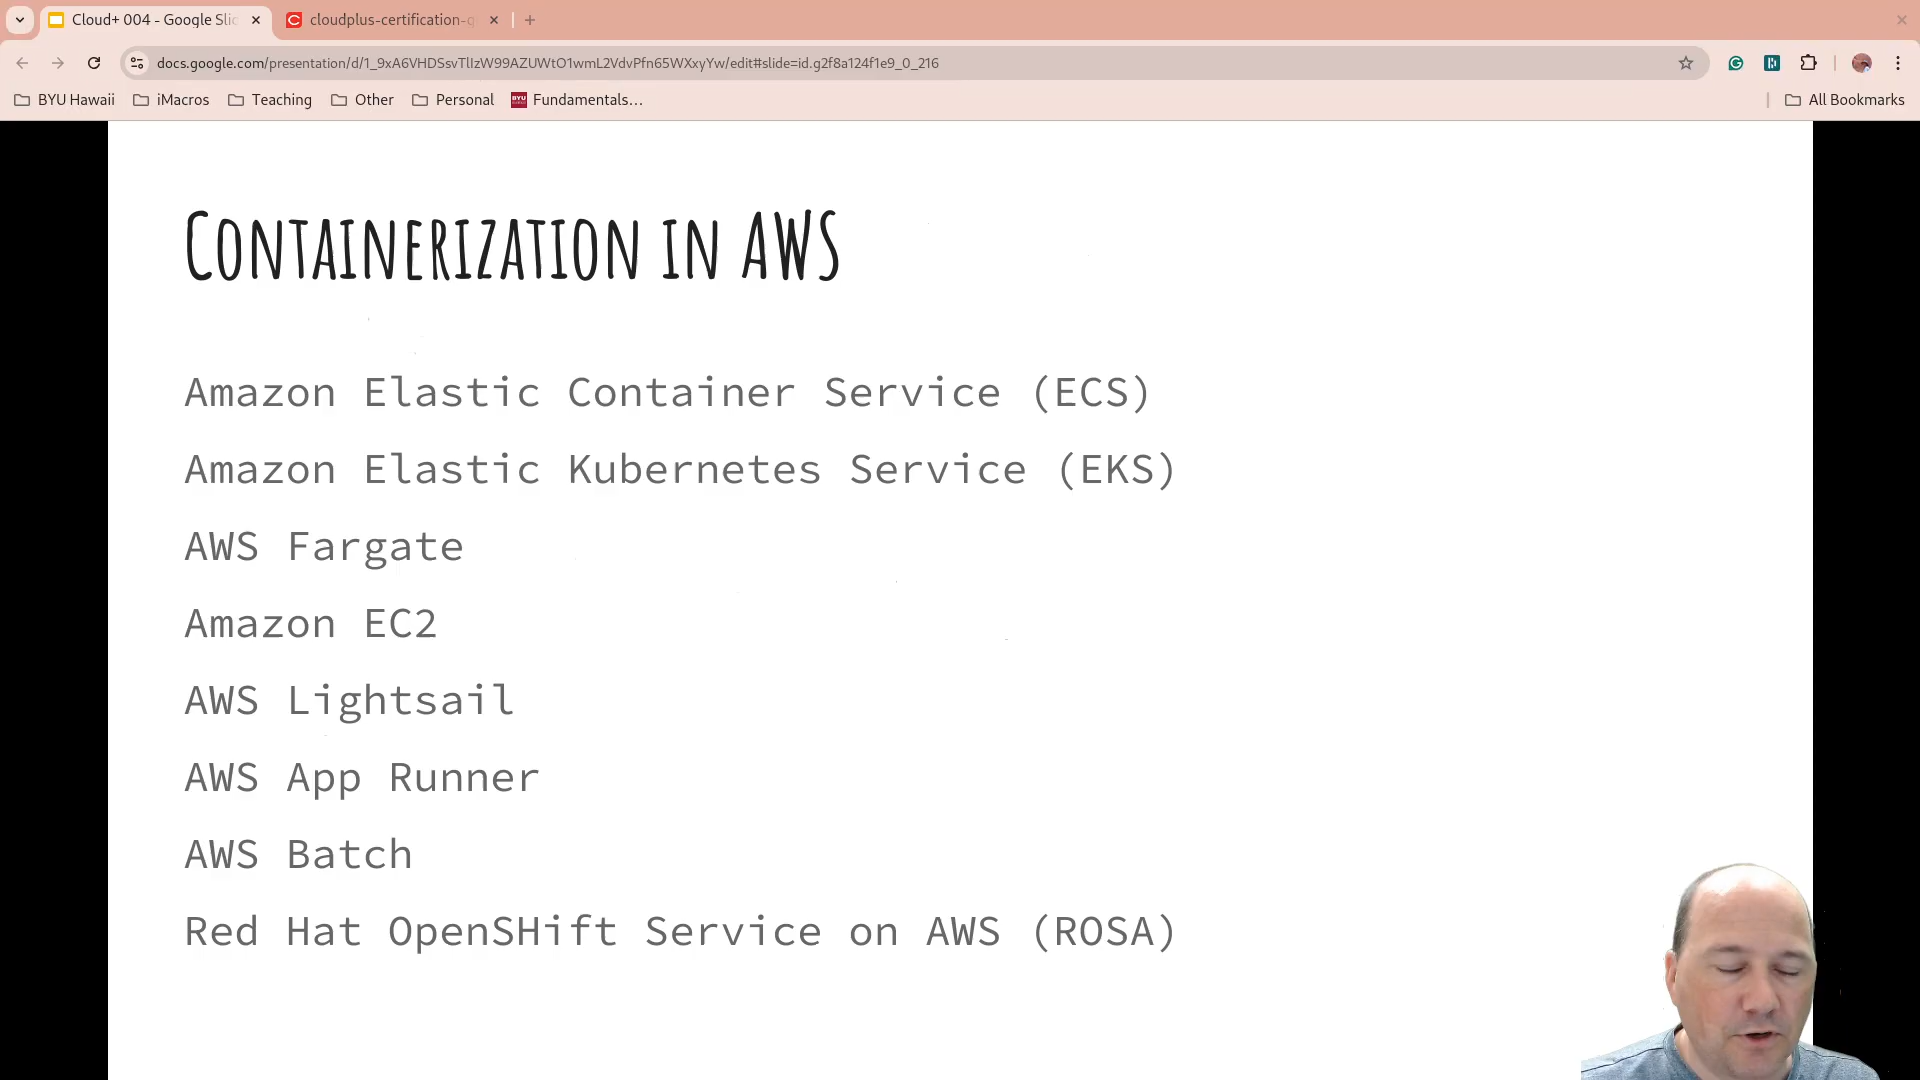 Cloud+ 004 - Google Slic
cloudplus-certification-
docs.google.com/presentation/d/1_9xA6VHDSsvTlIzW99AZUWtO1wmL2VdvPfn65WXxyYw/edit#slide=id.g2f8a124f1e9_0_216
BYU Hawaii
iMacros
Teaching
Other
Personal
BYU
Fundamentals...
All Bookmarks
Containerization in AWS
Amazon Elastic Container Service (ECS)
Amazon Elastic Kubernetes Service (EKS)
AWS Fargate
Amazon EC2
AWS Lightsail
AWS App Runner
AWS Batch
Red Hat OpenSHift Service on AWS (ROSA)